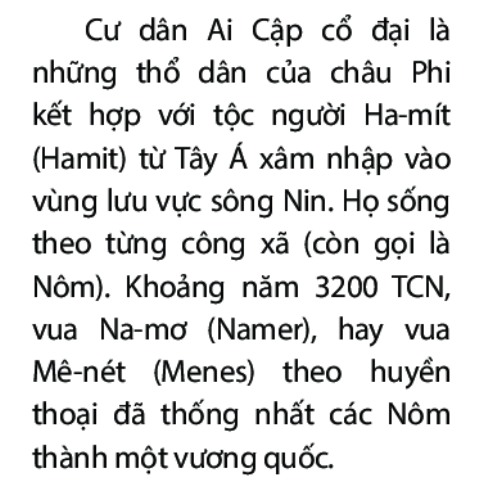 Cư dân Ai Cập cổ đại là
những thổ dân của châu Phi
kết hợp với tộc người Ha-mít
(Hamit) từ Tây Á xâm nhập vào
vùng lưu vực sông Nin. Họ sống
theo từng công xã (còn gọi là
Nôm). Khoảng năm 3200 TCN,
vua Na-mơ (Namer), hay vua
Mê-nét (Menes) theo huyền
thoại đã thống nhất các Nôm
thành một vương quốc.